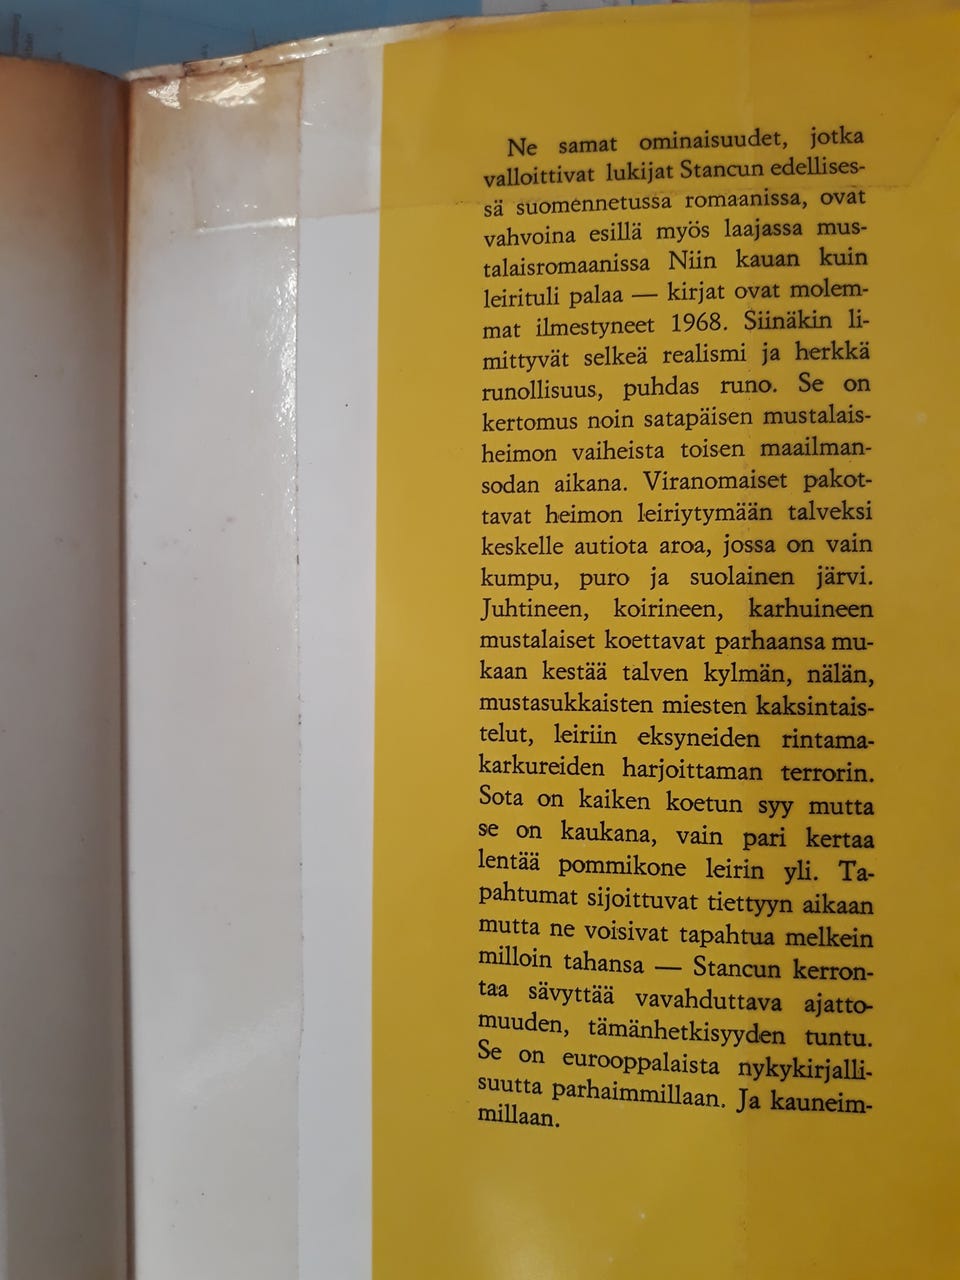 Ne samat ominaisuudet, jotka
valloittivat lukijat Stancun edellises-
sä suomennetussa romaanissa, ovat
vahvoina esillä myös laajassa mus-
talaisromaanissa Niin kauan kuin
leirituli palaa — kirjat ovat molem-
mat ilmestyneet 1968. Siinäkin li-
mittyvät selkeä realismi ja herkkä
runollisuus, puhdas runo. Se on
kertomus noin satapäisen mustalais-
heimon vaiheista toisen maailman-
sodan aikana. Viranomaiset pakot-
tavat heimon leiriytymään talveksi
keskelle autiota aroa, jossa on vain
kumpu, puro ja suolainen järvi.
Juhtineen, koirineen, karhuineen
mustalaiset koettavat parhaansa mu-
kaan kestää talven kylmän, nälän,
mustasukkaisten miesten kaksintais-
telut, leiriin eksyneiden rintama-
karkureiden harjoittaman terrorin.
Sota on kaiken koetun syy mutta
se on kaukana, vain pari kertaa
lentää pommikone leirin yli. Ta-
pahtumat sijoittuvat tiettyyn aikaan
mutta ne voisivat tapahtua melkein
milloin tahansa — Stancun kerron-
taa sävyttää vavahduttava ajatto-
muuden, tämänhetkisyyden tuntu.
Se on eurooppalaista nykykirjalli-
suutta parhaimmillaan. Ja kauneim-
millaan.